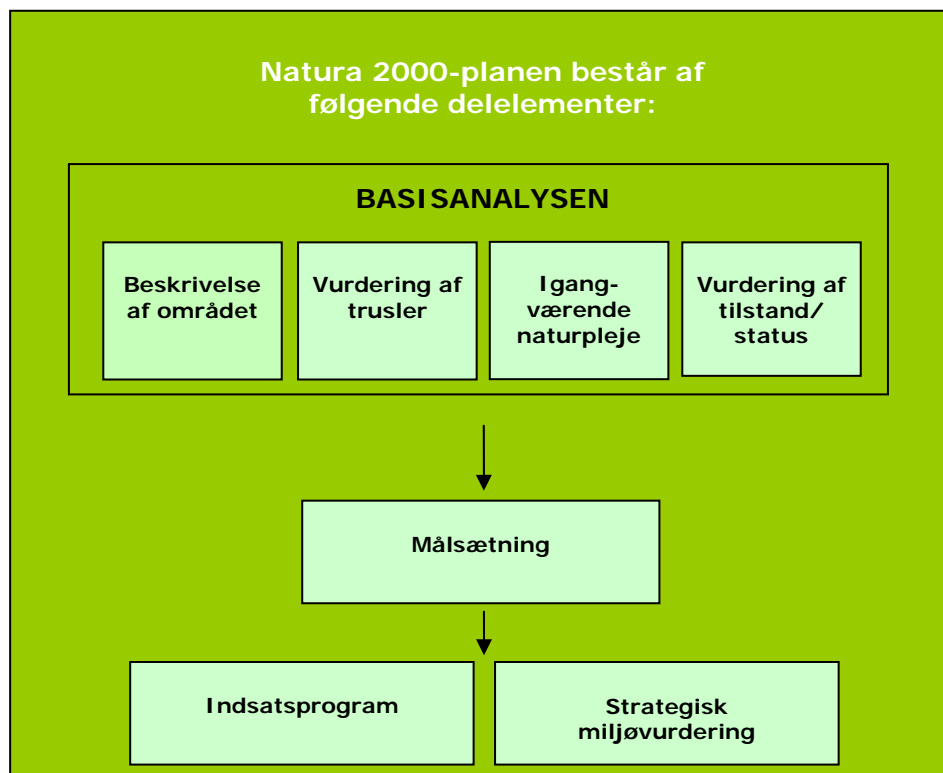 Natura 2000-planen består af
følgende delelementer:
BASISANALYSEN
Beskrivelse
af området
Vurdering af
trusler
Igang-
værende
naturpleje
Vurdering af
tilstand/
status
Målsætning
Indsatsprogram
Strategisk
miljøvurdering